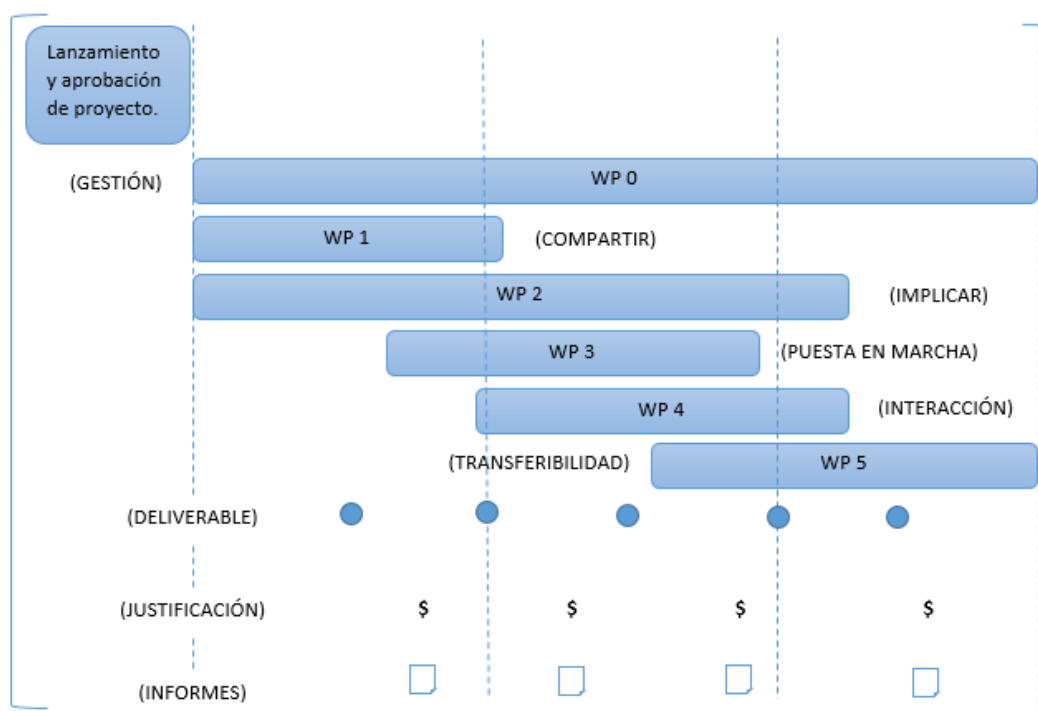 Lanzamiento
y aprobación
de proyecto.
(GESTIÓN)
WP 0
WP 1
(COMPARTIR)
WP 2
(IMPLICAR)
WP 3
(PUESTA EN MARCHA)
WP 4
(INTERACCIÓN)
(TRANSFERIBILIDAD)
WP 5
(DELIVERABLE)
(JUSTIFICACIÓN)
$ $ $ $
(INFORMES)